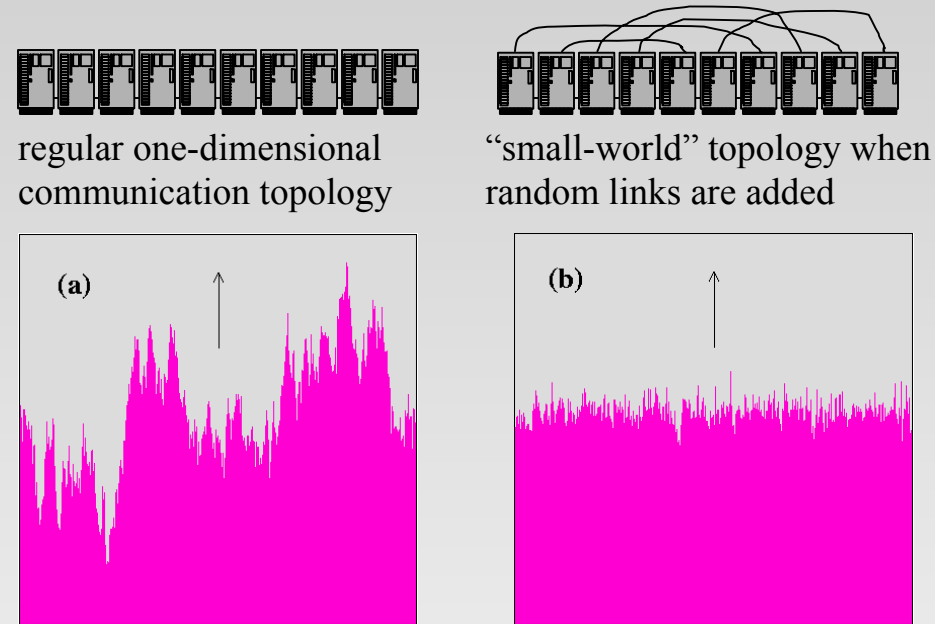 regular one-dimensional
communication topology
“small-world” topology when
random links are added
(a)
(b)